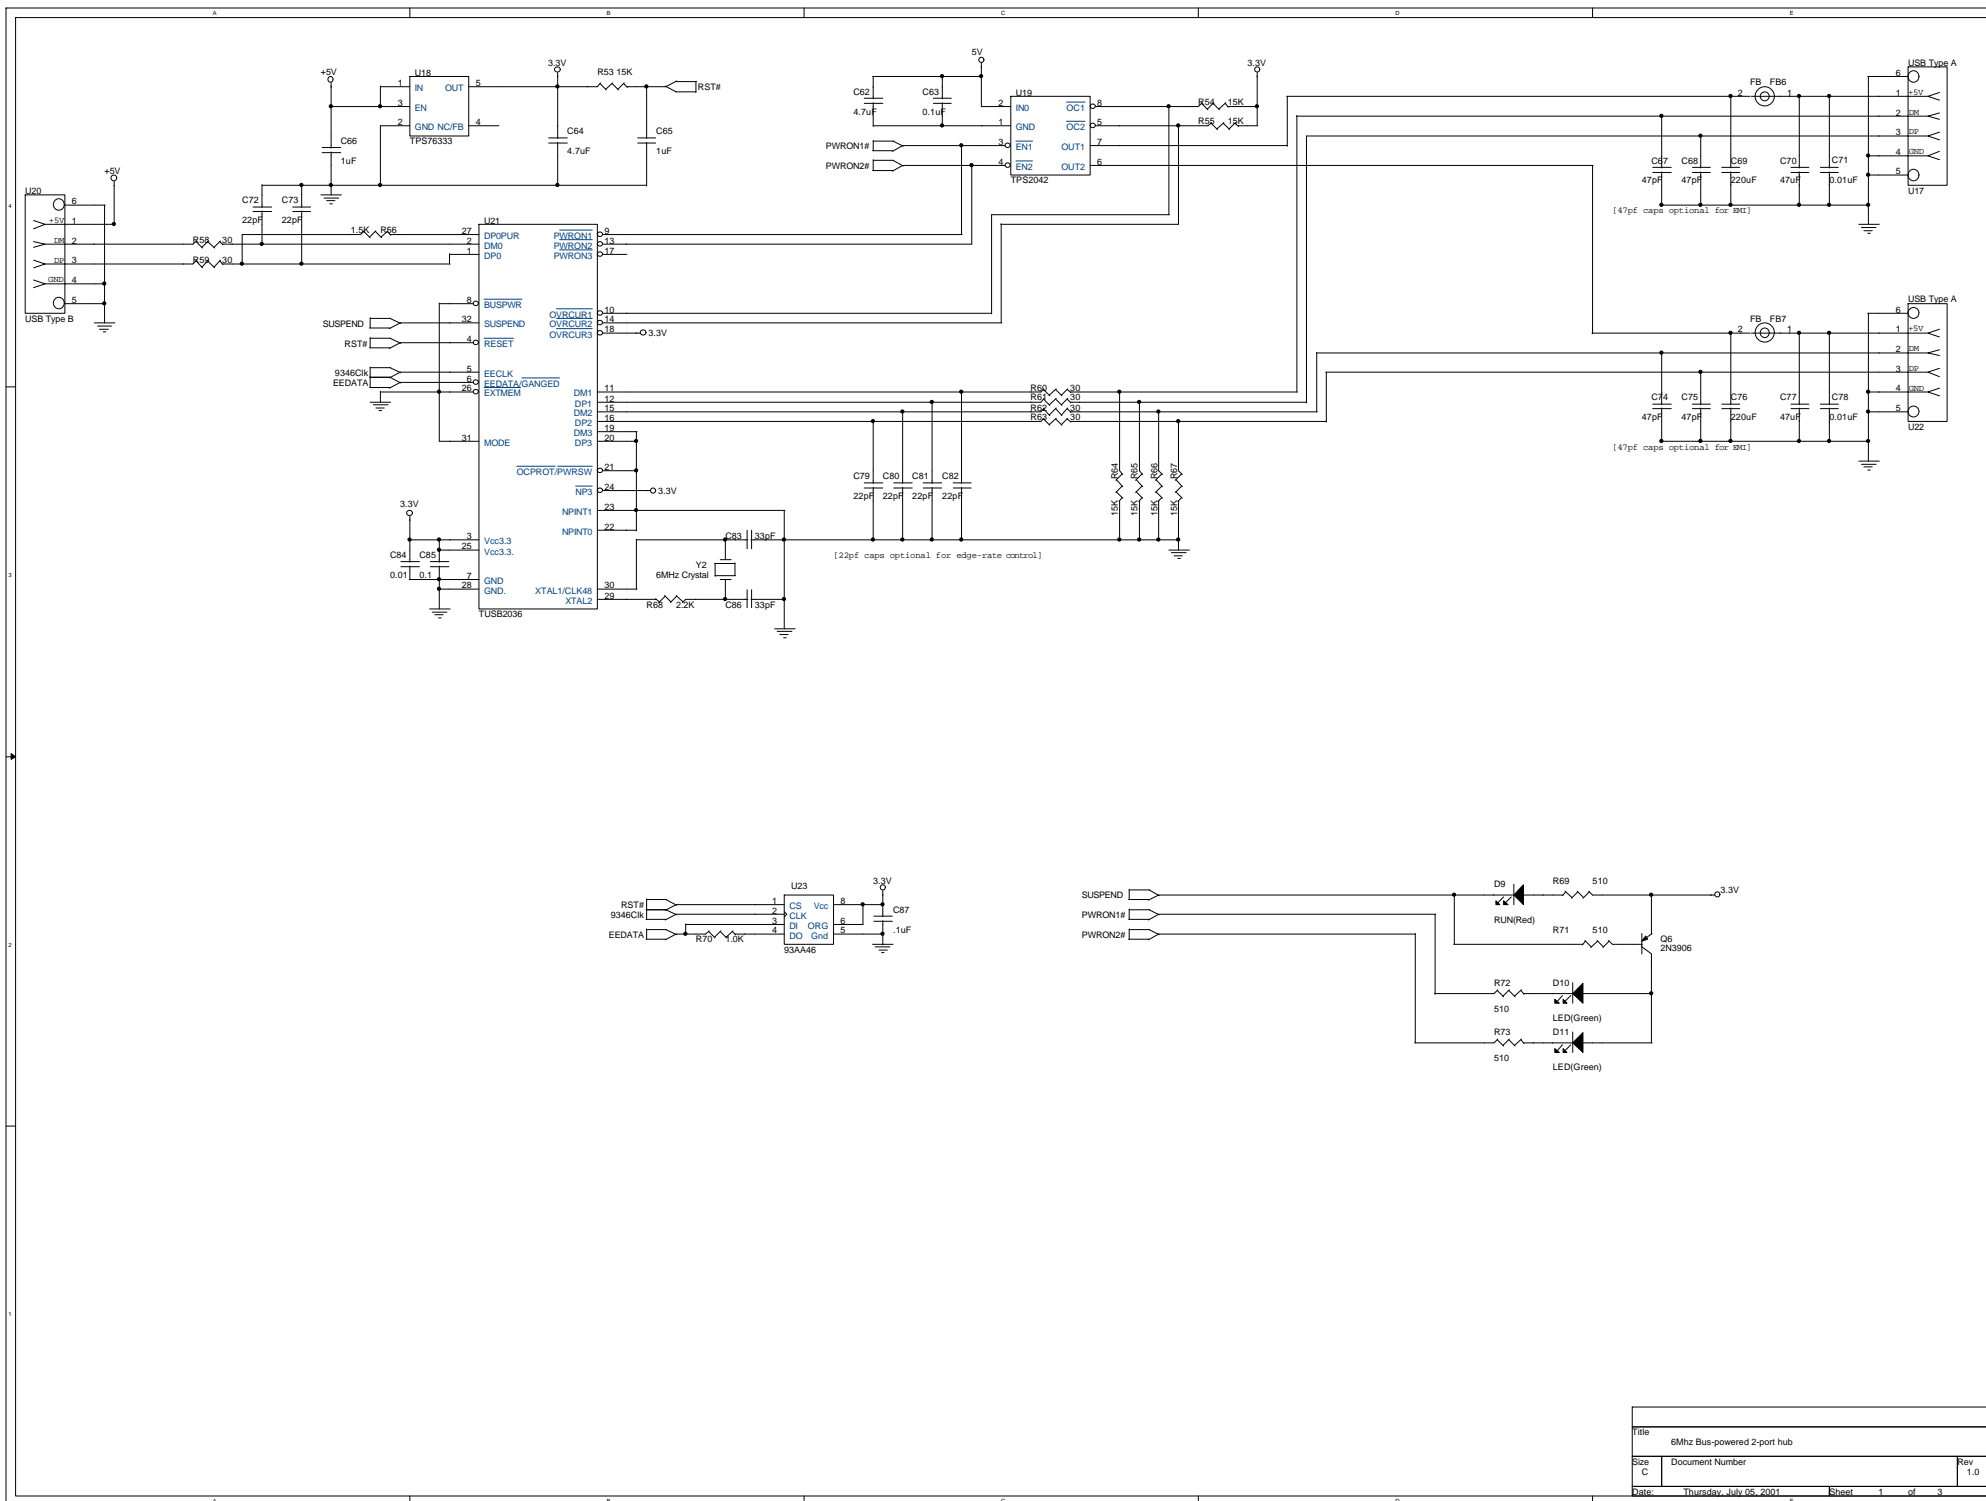 A B C D E
+5V
U18
1 IN OUT 5
3 EN
2 GND NC/FB 4
TPS76333
C66
1uF
3.3V
R53 15K
RST#
C64
4.7uF
C65
1uF
5V
C62
4.7uF
C63
0.1uF
U19
2 IN0 OC1 8
1 GND OC2 5
3 EN1 OUT1 7
4 EN2 OUT2 6
TPS2042
PWRON1#
PWRON2#
3.3V
R54 15K
R55 15K
USB Type A
FB FB6
2 1
6
1 +5V
2 DM
3 DP
4 GND
5
U17
C67
47pF
C68
47pF
C69
220uF
C70
47uF
C71
0.01uF
[47pf caps optional for EMI]
+5V
U20
6
+5V 1
DM 2
DP 3
GND 4
5
USB Type B
C72
22pF
C73
22pF
1.5K R56
R58 30
R59 30
U21
27 DP0PUR PWRON1 9
2 DM0 PWRON2 13
1 DP0 PWRON3 17
8 BUSPWR
OVRCUR1 10
32 SUSPEND OVRCUR2 14
OVRCUR3 18
3.3V
4 RESET
5 EECLK
6 EEDATA/GANGED
26 EXTMEM
DM1 11
DP1 12
DM2 15
DP2 16
DM3 19
DP3 20
31 MODE
OCPROT/PWRSW 21
NP3 24
3.3V
NPINT1 23
NPINT0 22
3 Vcc3.3
25 Vcc3.3.
7 GND
28 GND.
XTAL1/CLK48 30
XTAL2 29
TUSB2036
SUSPEND
RST#
9346Clk
EEDATA
3.3V
C84
0.01
C85
0.1
R60 30
R61 30
R62 30
R63 30
C79
22pF
C80
22pF
C81
22pF
C82
22pF
R64
15K
R65
15K
R66
15K
R67
15K
[22pf caps optional for edge-rate control]
C83 33pF
Y2
6MHz Crystal
R68 2.2K
C86 33pF
USB Type A
FB FB7
2 1
6
1 +5V
2 DM
3 DP
4 GND
5
U22
C74
47pF
C75
47pF
C76
220uF
C77
47uF
C78
0.01uF
[47pf caps optional for EMI]
U23
RST#
9346Clk
EEDATA
R70 1.0K
1 CS Vcc 8
2 CLK
3 DI ORG 6
4 DO Gnd 5
93AA46
3.3V
C87
.1uF
SUSPEND
PWRON1#
PWRON2#
D9
RUN(Red)
R69 510
3.3V
R71 510
Q6
2N3906
R72
510
D10
LED(Green)
R73
510
D11
LED(Green)
4
3
2
1
Title
6Mhz Bus-powered 2-port hub
Size
C
Document Number
Rev
1.0
Date: Thursday, July 05, 2001 Sheet 1 of 3